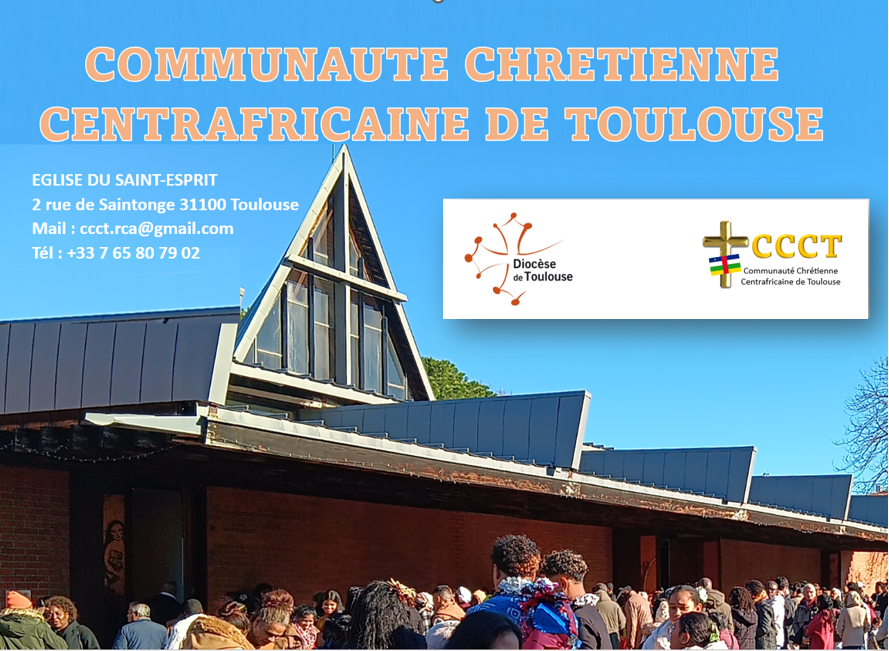 COMMUNAUTE CHRETIENNE
CENTRAFRICAINE DE TOULOUSE
EGLISE DU SAINT-ESPRIT
2 rue de Saintonge 31100 Toulouse
Mail : ccct.rca@gmail.com
Tél : +33 7 65 80 79 02
Diocèse
de Toulouse
CCCT
Communauté Chrétienne
Centrafricaine de Toulouse